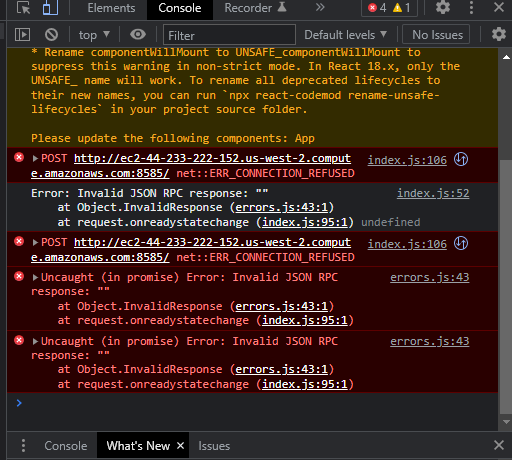 Elements Console Recorder 4 1
top Filter Default levels No Issues
* Rename componentWillMount to UNSAFE_componentWillMount to
suppress this warning in non-strict mode. In React 18.x, only the
UNSAFE_ name will work. To rename all deprecated lifecycles to
their new names, you can run `npx react-codemod rename-unsafe-
lifecycles` in your project source folder.
Please update the following components: App
POST http://ec2-44-233-222-152.us-west-2.comput index.js:106
e.amazonaws.com:8585/ net::ERR_CONNECTION_REFUSED
Error: Invalid JSON RPC response: "" index.js:52
at Object.InvalidResponse (errors.js:43:1)
at request.onreadystatechange (index.js:95:1) undefined
POST http://ec2-44-233-222-152.us-west-2.comput index.js:106
e.amazonaws.com:8585/ net::ERR_CONNECTION_REFUSED
Uncaught (in promise) Error: Invalid JSON RPC errors.js:43
response: ""
at Object.InvalidResponse (errors.js:43:1)
at request.onreadystatechange (index.js:95:1)
Uncaught (in promise) Error: Invalid JSON RPC errors.js:43
response: ""
at Object.InvalidResponse (errors.js:43:1)
at request.onreadystatechange (index.js:95:1)
Console What's New Issues